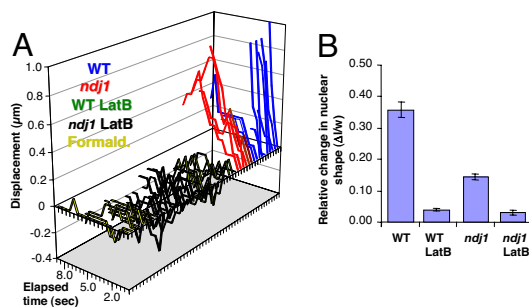 A
WT
ndj1
WT LatB
ndj1 LatB
Formald.
Displacement (µm)
1.0
0.8
0.6
0.4
0.2
0
-0.2
-0.4
8.0
5.0
2.0
Elapsed
time (sec)
B
Relative change in nuclear
shape (Δl/w)
0.50
0.40
0.30
0.20
0.10
0.00
WT
WT
LatB
ndj1
ndj1
LatB